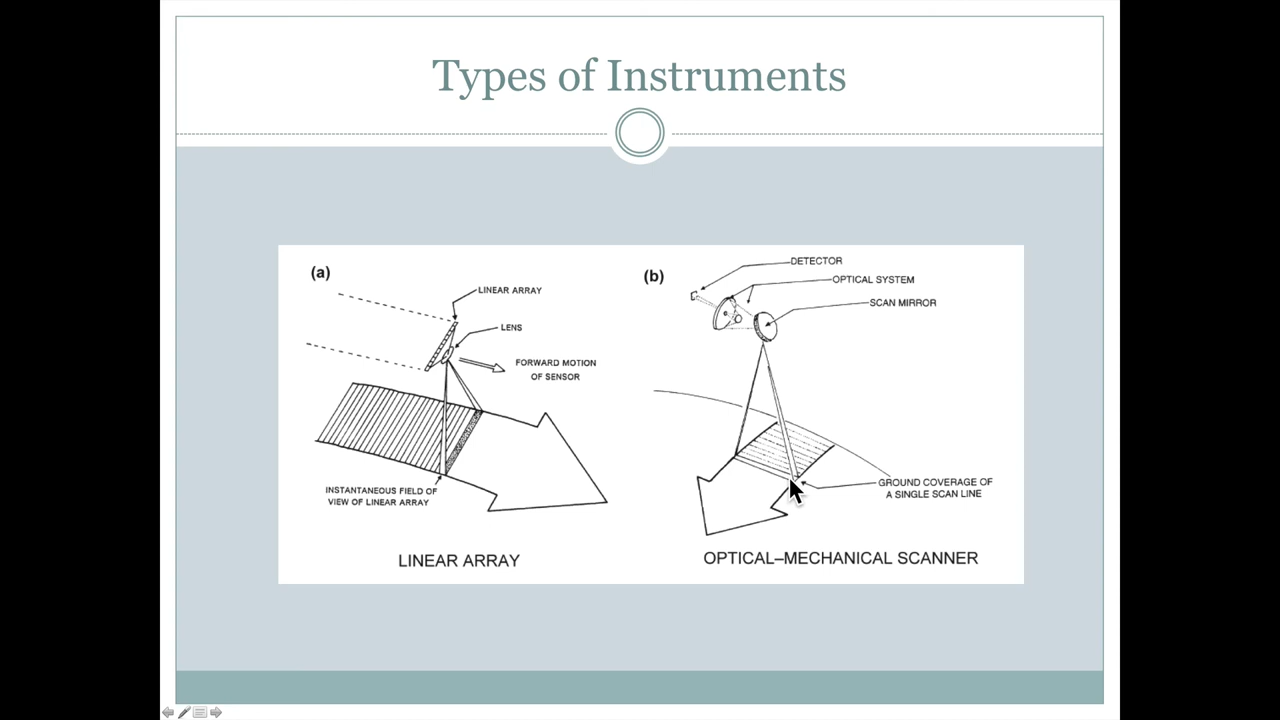 Types of Instruments
(a)
LINEAR ARRAY
LENS
FORWARD MOTION
OF SENSOR
INSTANTANEOUS FIELD OF
VIEW OF LINEAR ARRAY
LINEAR ARRAY
(b)
DETECTOR
OPTICAL SYSTEM
SCAN MIRROR
GROUND COVERAGE OF
A SINGLE SCAN LINE
OPTICAL–MECHANICAL SCANNER